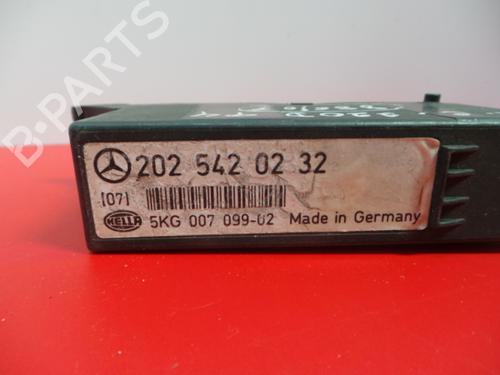 B-PARTS
202 542 02 32
[07]
HELLA 5KG 007 099-02 Made in Germany